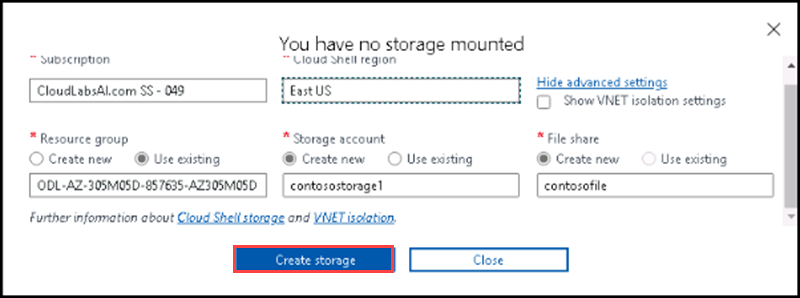 You have no storage mounted
* Subscription
* Cloud Shell region
CloudLabsAI.com SS - 049
East US
Hide advanced settings
Show VNET isolation settings
* Resource group
* Storage account
* File share
Create new Use existing
Create new Use existing
Create new Use existing
ODL-AZ-305M05D-857635-AZ305M05D
contosostorage1
contosofile
Further information about Cloud Shell storage and VNET isolation.
Create storage
Close